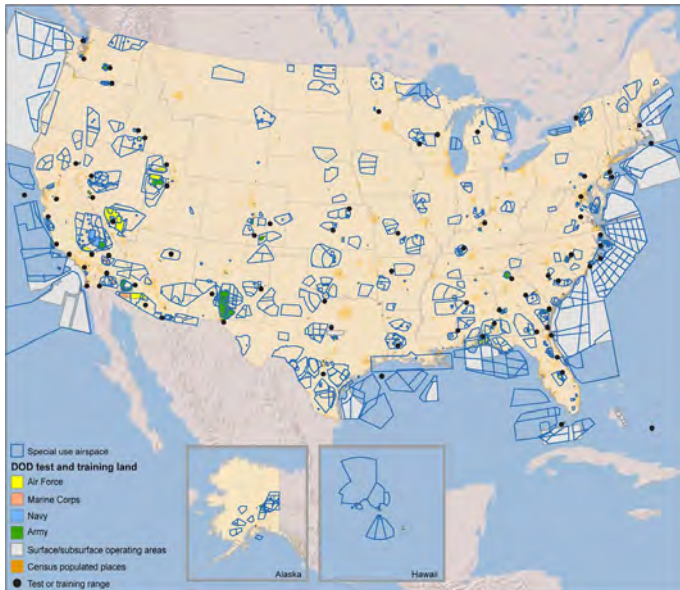 Special use airspace
DOD test and training land
Air Force
Marine Corps
Navy
Army
Surface/subsurface operating areas
Census populated places
Test or training range
Alaska
Hawaii